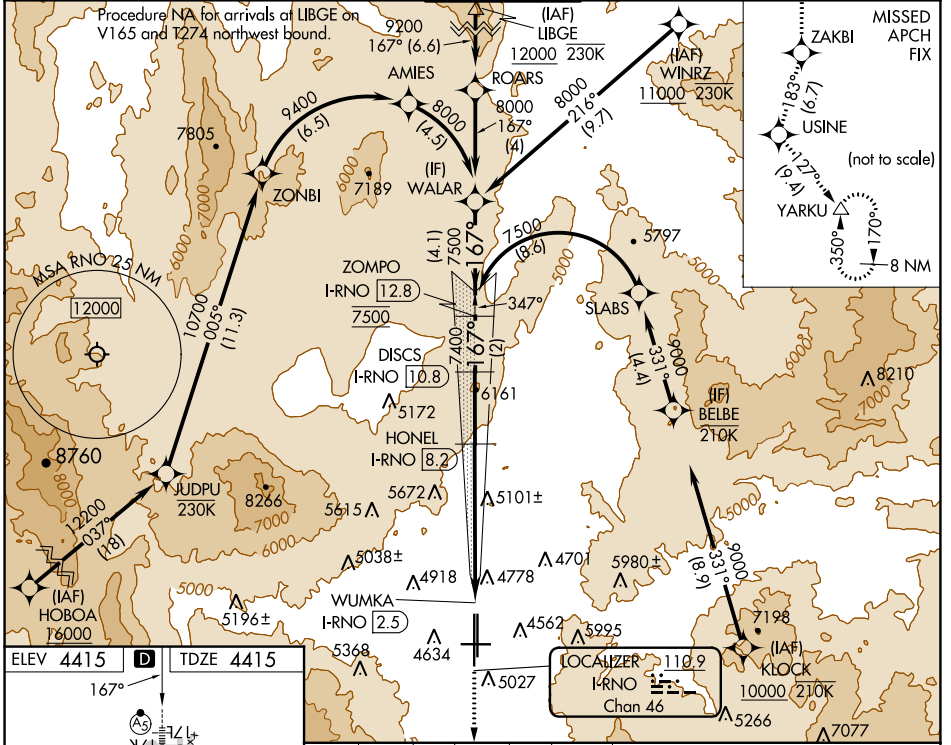 Procedure NA for arrivals at LIBGE on
V165 and T274 northwest bound.
9200
167° (6.6)
(IAF)
LIBGE
12000 230K
ROARS
8000
167°
(4)
(IAF)
WINRZ
11000 230K
8000
216°
(9.7)
MISSED
APCH
FIX
ZAKBI
183°
(6.7)
USINE
127°
(9.4)
(not to scale)
YARKU
350°
170°
8 NM
AMIES
9400
(6.5)
8000
(4.5)
7805
7000
ZONBI
7189
(IF)
WALAR
(4.1)
7500
167°
7500
(8.6)
5797
5000
SLABS
MSA RNO 25 NM
12000
10700
005°
(11.3)
ZOMPO
I-RNO 12.8
7500
347°
7400
167°
(2)
DISCS
I-RNO 10.8
6161
5172
HONEL
I-RNO 8.2
9000
331°
(4.4)
(IF)
BELBE
210K
6000
8210
7000
8760
8000
JUDPU
230K
8266
7000
6000
5615
5672
5101±
5000
12200
037°
(18)
(IAF)
HOBOA
16000
5000
5196±
5038±
4918
4778
4701
5980±
9000
331°
(8.9)
WUMKA
I-RNO 2.5
5368
4634
4562
5995
5027
7198
(IAF)
KLOCK
10000 210K
5266
7077
LOCALIZER 110.9
I-RNO
Chan 46
ELEV 4415 D TDZE 4415
167°
A5